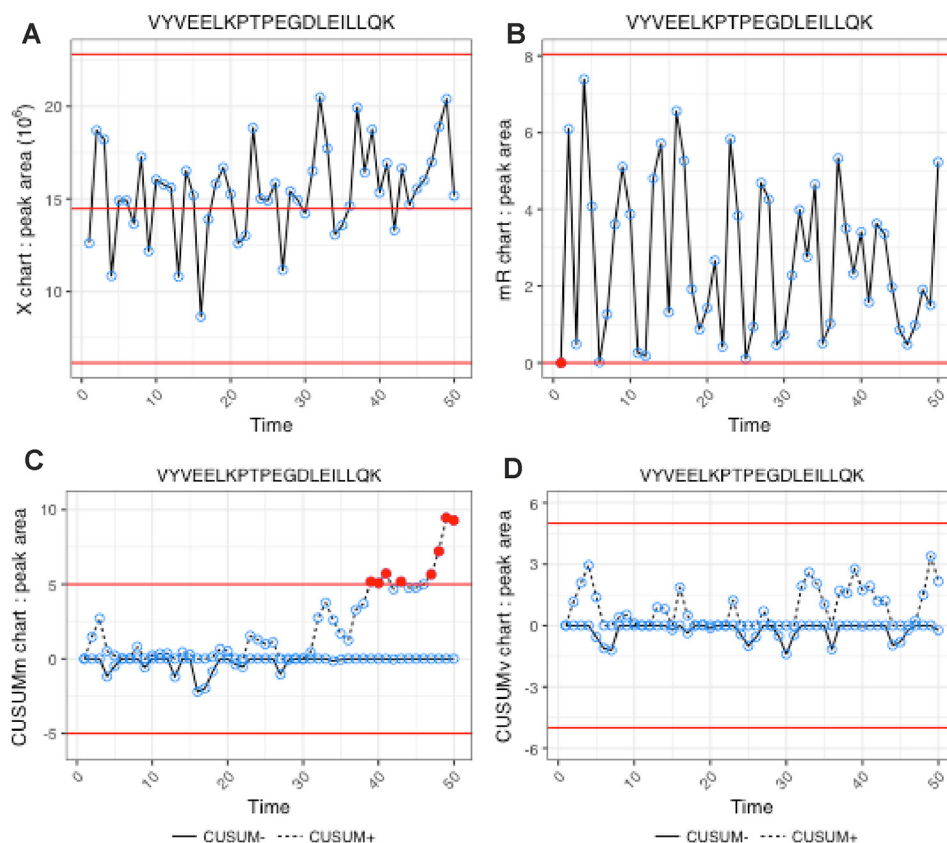 A
VYVEELKPTPEGDLEILLQK
X chart : peak area (10⁶)
20
15
10
0
10
20
30
40
50
Time
B
VYVEELKPTPEGDLEILLQK
mR chart : peak area
8
6
4
2
0
0
10
20
30
40
50
Time
C
VYVEELKPTPEGDLEILLQK
CUSUMm chart : peak area
10
5
0
-5
0
10
20
30
40
50
Time
CUSUM- CUSUM+
D
VYVEELKPTPEGDLEILLQK
CUSUMv chart : peak area
6
3
0
-3
-6
0
10
20
30
40
50
Time
CUSUM- CUSUM+